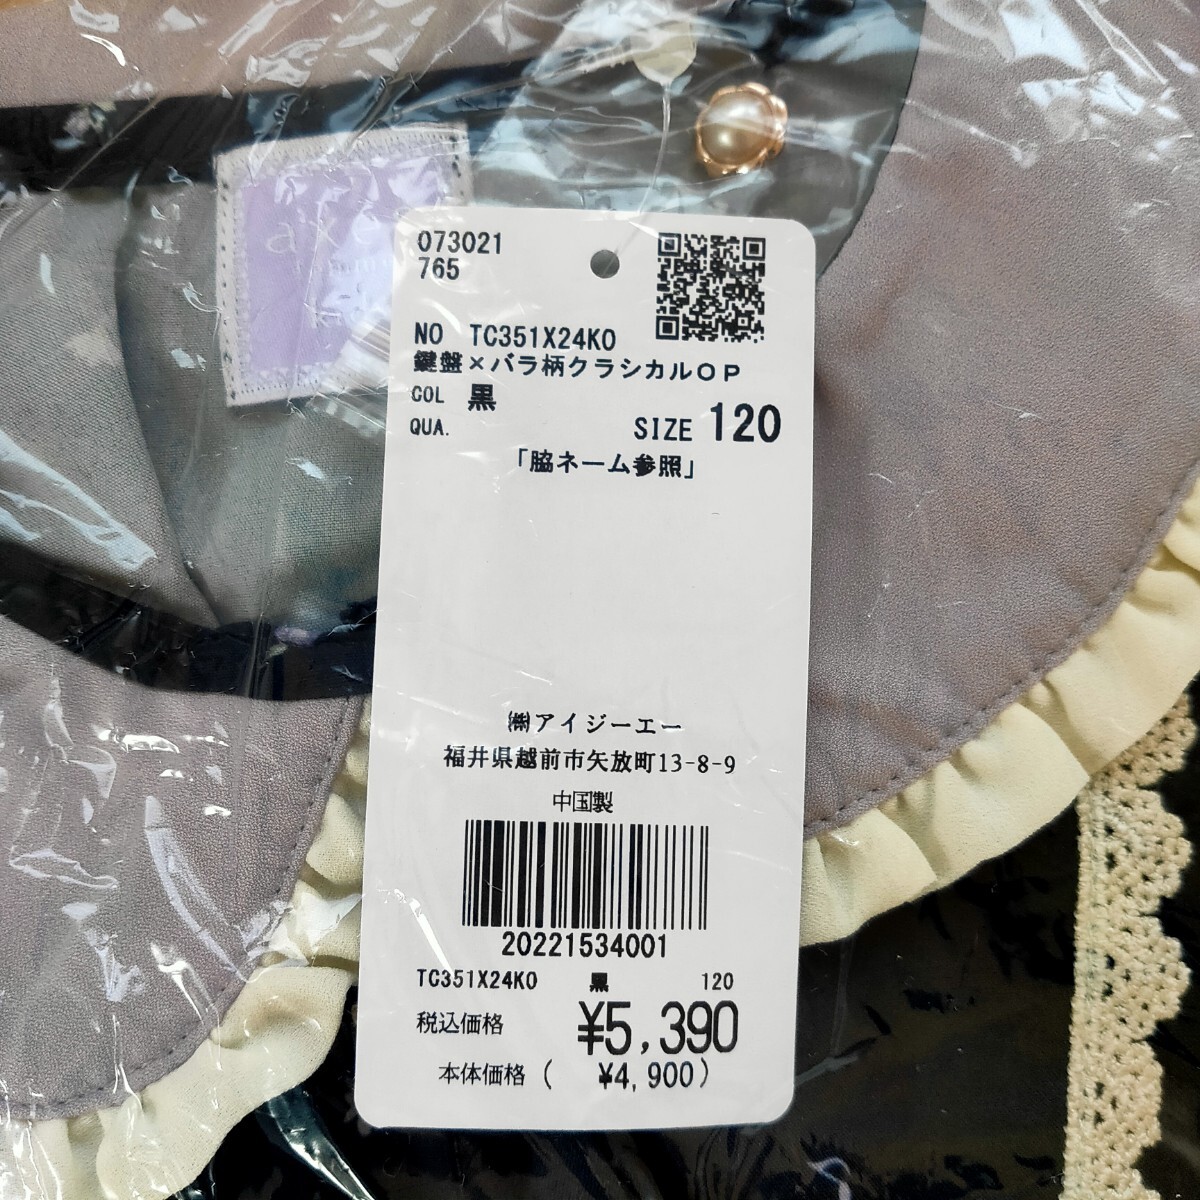 073021
765
NO TC351X24KO
鍵盤×バラ柄クラシカルOP
COL 黒
QUA.
SIZE 120
「脇ネーム参照」
㈱アイジーエー
福井県越前市矢放町13-8-9
中国製
20221534001
TC351X24KO 黒 120
税込価格 ¥5,390
本体価格( ¥4,900)